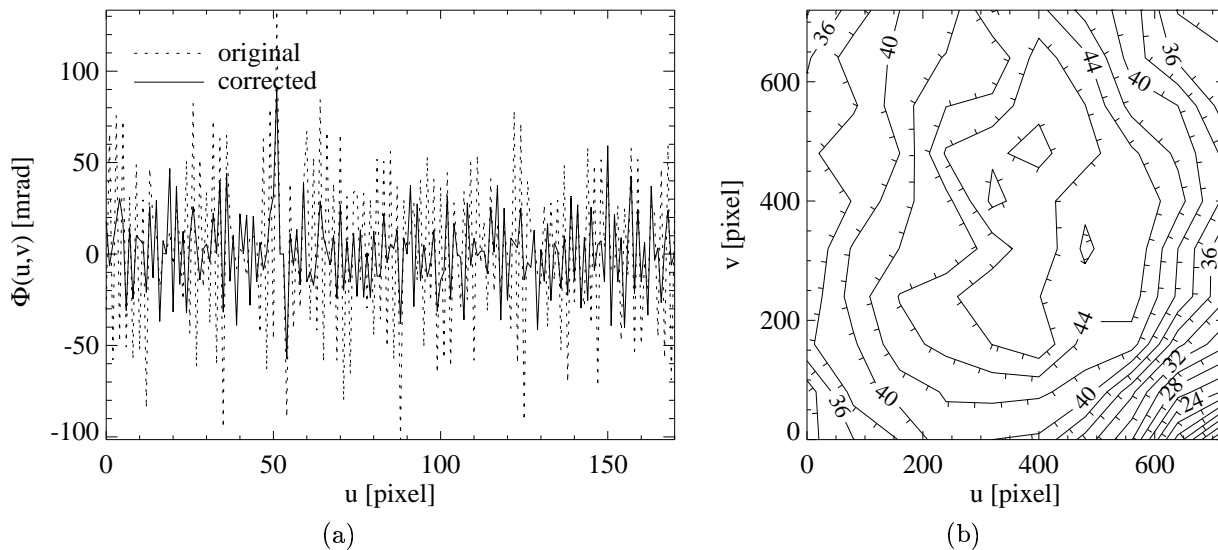 original
corrected
100
50
0
-50
-100
Φ(u,v) [mrad]
0 50 100 150
u [pixel]
(a)
36
40
44
40
36
600
400
200
0
v [pixel]
36
44
32
28
24
40
40
36
0 200 400 600
u [pixel]
(b)